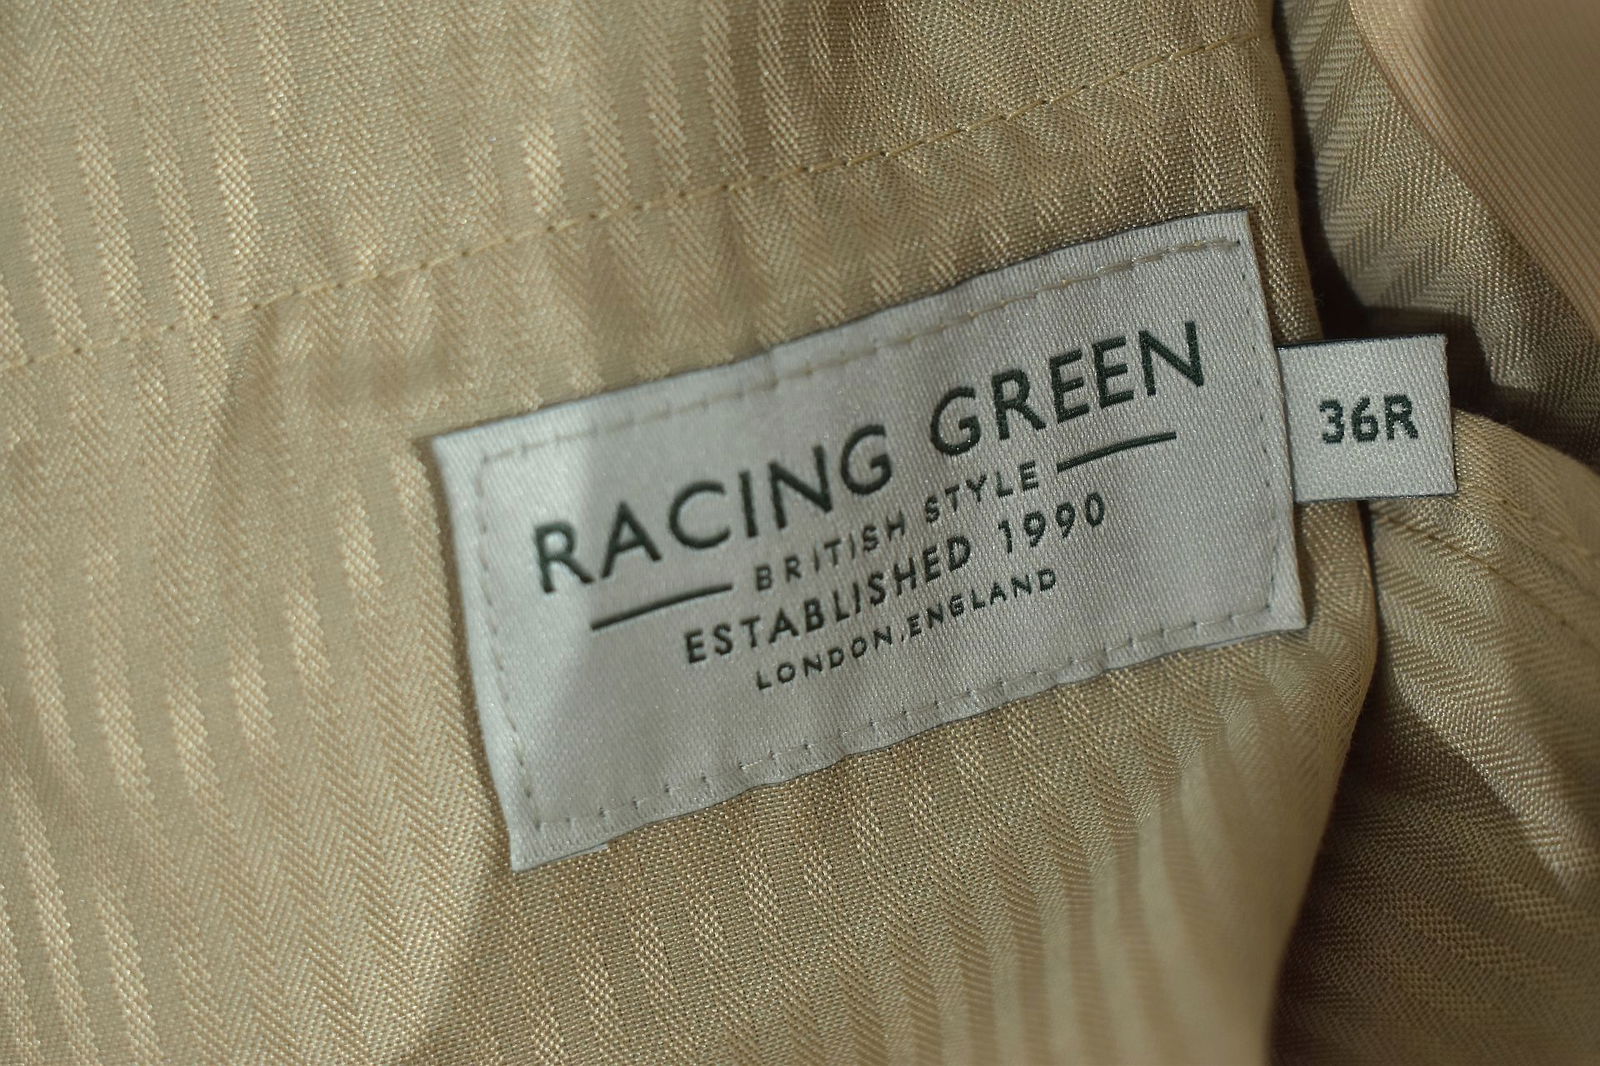 RACING GREEN
BRITISH STYLE
ESTABLISHED 1990
LONDON, ENGLAND
36R